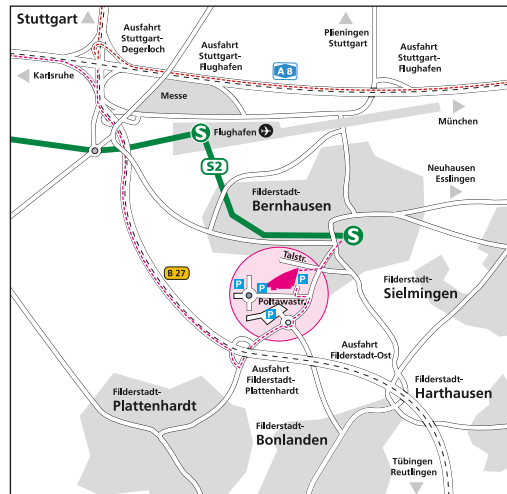 Stuttgart
Ausfahrt
Stuttgart-
Degerloch
Plieningen
Stuttgart
Ausfahrt
Stuttgart-
Flughafen
Ausfahrt
Stuttgart-
Flughafen
A 8
Karlsruhe
Messe
München
S
Flughafen
S2
Neuhausen
Esslingen
Filderstadt-
Bernhausen
S
Talstr.
B 27
P
P
P
Poltawastr.
P
Filderstadt-
Sielmingen
Ausfahrt
Filderstadt-Ost
Ausfahrt
Filderstadt-
Plattenhardt
Filderstadt-
Plattenhardt
Filderstadt-
Harthausen
Filderstadt-
Bonlanden
Tübingen
Reutlingen